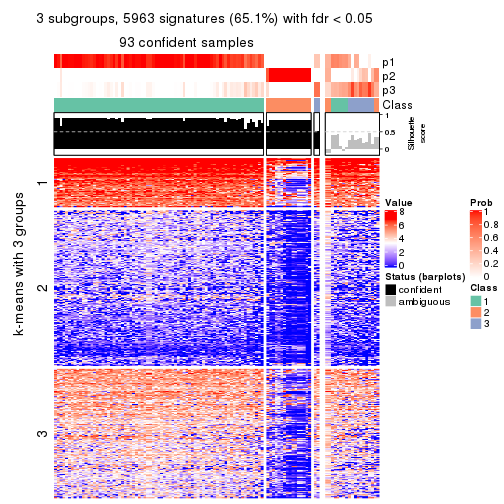 3 subgroups, 5963 signatures (65.1%) with fdr < 0.05
93 confident samples
p1
p2
p3
Class
1
0.5
0
Silhouette
score
k-means with 3 groups
1
2
3
Value
8
6
4
2
0
Status (barplots)
confident
ambiguous
Prob
1
0.8
0.6
0.4
0.2
0
Class
1
2
3